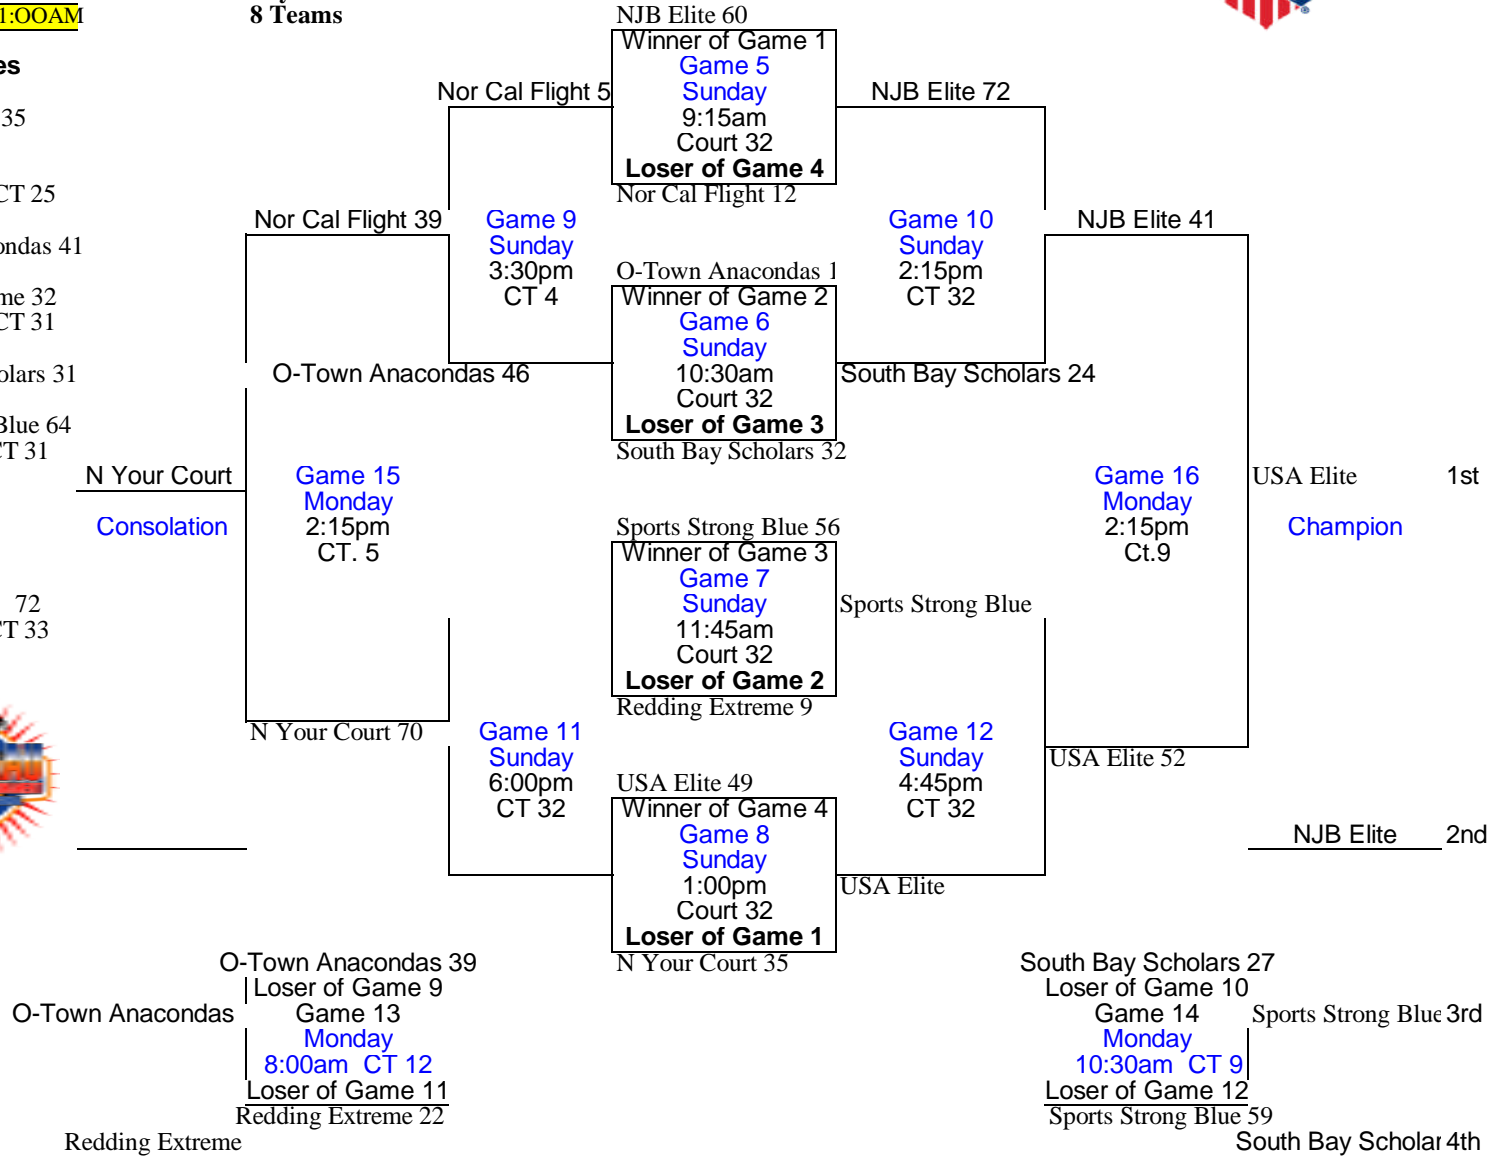 1:OOAM
8 Teams
NJB Elite 60
Winner of Game 1
Game 5
Sunday
9:15am
Court 32
Loser of Game 4
Nor Cal Flight 12
es
35
CT 25
ondas 41
me 32
CT 31
olars 31
Blue 64
CT 31
72
CT 33
Nor Cal Flight 5
NJB Elite 72
Nor Cal Flight 39
Game 9
Sunday
3:30pm
CT 4
Game 10
Sunday
2:15pm
CT 32
NJB Elite 41
O-Town Anacondas 1
Winner of Game 2
Game 6
Sunday
10:30am
Court 32
Loser of Game 3
South Bay Scholars 32
O-Town Anacondas 46
South Bay Scholars 24
N Your Court
Consolation
Game 15
Monday
2:15pm
CT. 5
Game 16
Monday
2:15pm
Ct.9
USA Elite 1st
Champion
Sports Strong Blue 56
Winner of Game 3
Game 7
Sunday
11:45am
Court 32
Loser of Game 2
Redding Extreme 9
Sports Strong Blue
N Your Court 70
Game 11
Sunday
6:00pm
CT 32
Game 12
Sunday
4:45pm
CT 32
USA Elite 52
USA Elite 49
Winner of Game 4
Game 8
Sunday
1:00pm
Court 32
Loser of Game 1
N Your Court 35
USA Elite
NJB Elite 2nd
O-Town Anacondas 39
Loser of Game 9
O-Town Anacondas
Game 13
Monday
8:00am CT 12
Loser of Game 11
Redding Extreme 22
Redding Extreme
South Bay Scholars 27
Loser of Game 10
Game 14
Monday
10:30am CT 9
Loser of Game 12
Sports Strong Blue 59
Sports Strong Blue 3rd
South Bay Scholar 4th